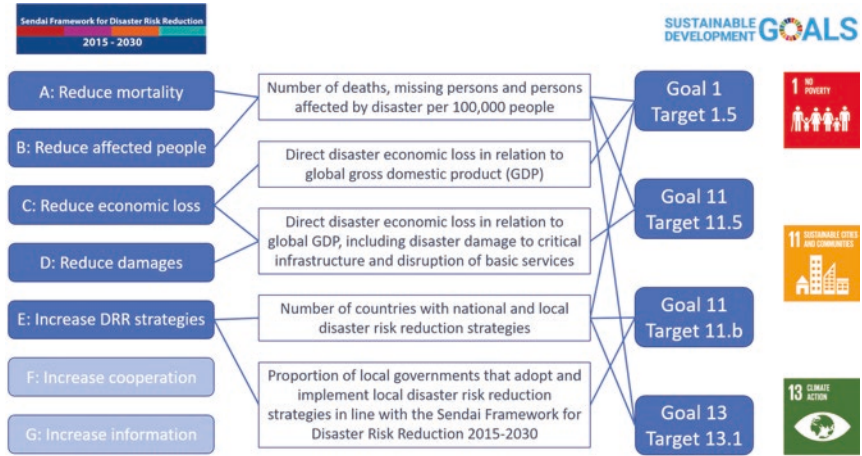 Sendai Framework for Disaster Risk Reduction
2015 - 2030
SUSTAINABLE
DEVELOPMENT GOALS
A: Reduce mortality
B: Reduce affected people
C: Reduce economic loss
D: Reduce damages
E: Increase DRR strategies
F: Increase cooperation
G: Increase information
Number of deaths, missing persons and persons
affected by disaster per 100,000 people
Direct disaster economic loss in relation to
global gross domestic product (GDP)
Direct disaster economic loss in relation to
global GDP, including disaster damage to critical
infrastructure and disruption of basic services
Number of countries with national and local
disaster risk reduction strategies
Proportion of local governments that adopt and
implement local disaster risk reduction
strategies in line with the Sendai Framework for
Disaster Risk Reduction 2015-2030
Goal 1
Target 1.5
Goal 11
Target 11.5
Goal 11
Target 11.b
Goal 13
Target 13.1
1 NO
POVERTY
11 SUSTAINABLE CITIES
AND COMMUNITIES
13 CLIMATE
ACTION